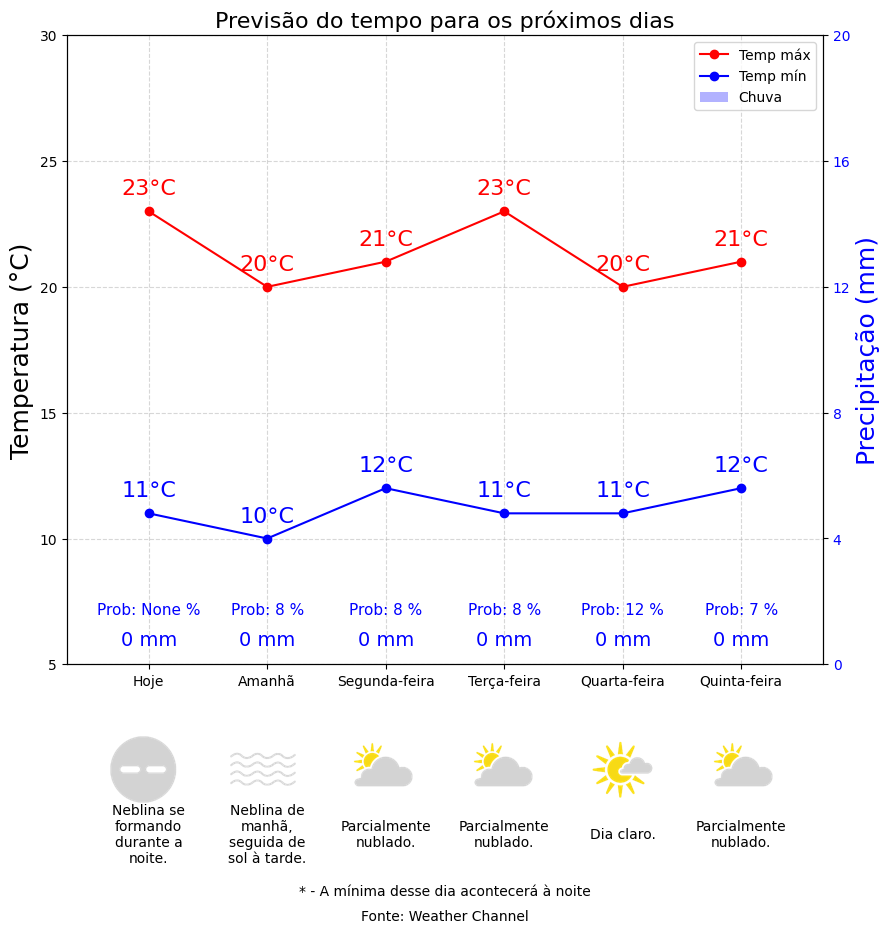 Previsão do tempo para os próximos dias
30
25
20
15
10
5
Temperatura (°C)
20
16
12
8
4
0
Precipitação (mm)
Temp máx
Temp mín
Chuva
23°C
20°C
21°C
23°C
20°C
21°C
11°C
10°C
12°C
11°C
11°C
12°C
Prob: None %
Prob: 8 %
Prob: 8 %
Prob: 8 %
Prob: 12 %
Prob: 7 %
0 mm
0 mm
0 mm
0 mm
0 mm
0 mm
Hoje
Amanhã
Segunda-feira
Terça-feira
Quarta-feira
Quinta-feira
Neblina se
formando
durante a
noite.
Neblina de
manhã,
seguida de
sol à tarde.
Parcialmente
nublado.
Parcialmente
nublado.
Dia claro.
Parcialmente
nublado.
* - A mínima desse dia acontecerá à noite
Fonte: Weather Channel